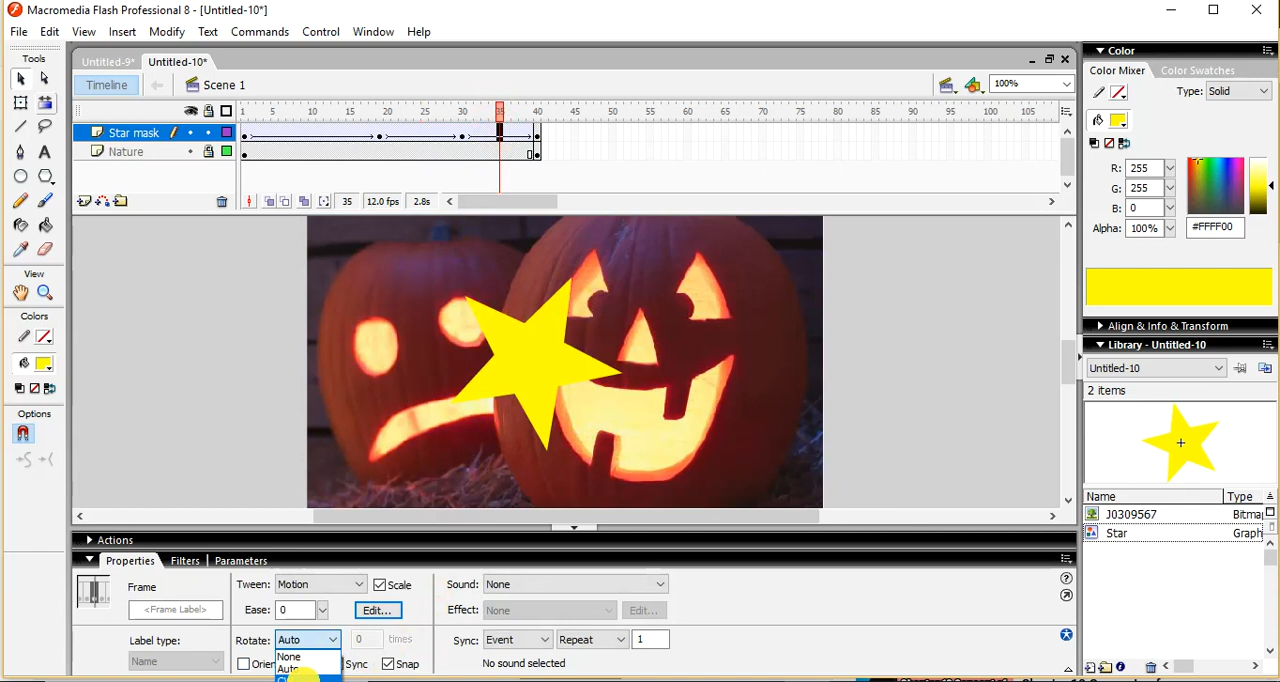 Macromedia Flash Professional 8 - [Untitled-10*]
File Edit View Insert Modify Text Commands Control Window Help
Tools
View
Colors
Options
Untitled-9* Untitled-10*
Timeline Scene 1 100%
1 5 10 15 20 25 30 35 40 45 50 55 60 65 70 75 80 85 90 95 100 105
Star mask
Nature
35 12.0 fps 2.8s
Actions
Properties Filters Parameters
Frame
<Frame Label>
Label type:
Name
Tween: Motion Scale
Ease: 0 Edit...
Rotate: Auto 0 times
None
Auto
Sync Snap
Sound: None
Effect: None Edit...
Sync: Event Repeat 1
No sound selected
Color
Color Mixer Color Swatches
Type: Solid
R: 255
G: 255
B: 0
Alpha: 100% #FFFF00
Align & Info & Transform
Library - Untitled-10
Untitled-10
2 items
Name Type
J0309567 Bitma
Star Graph